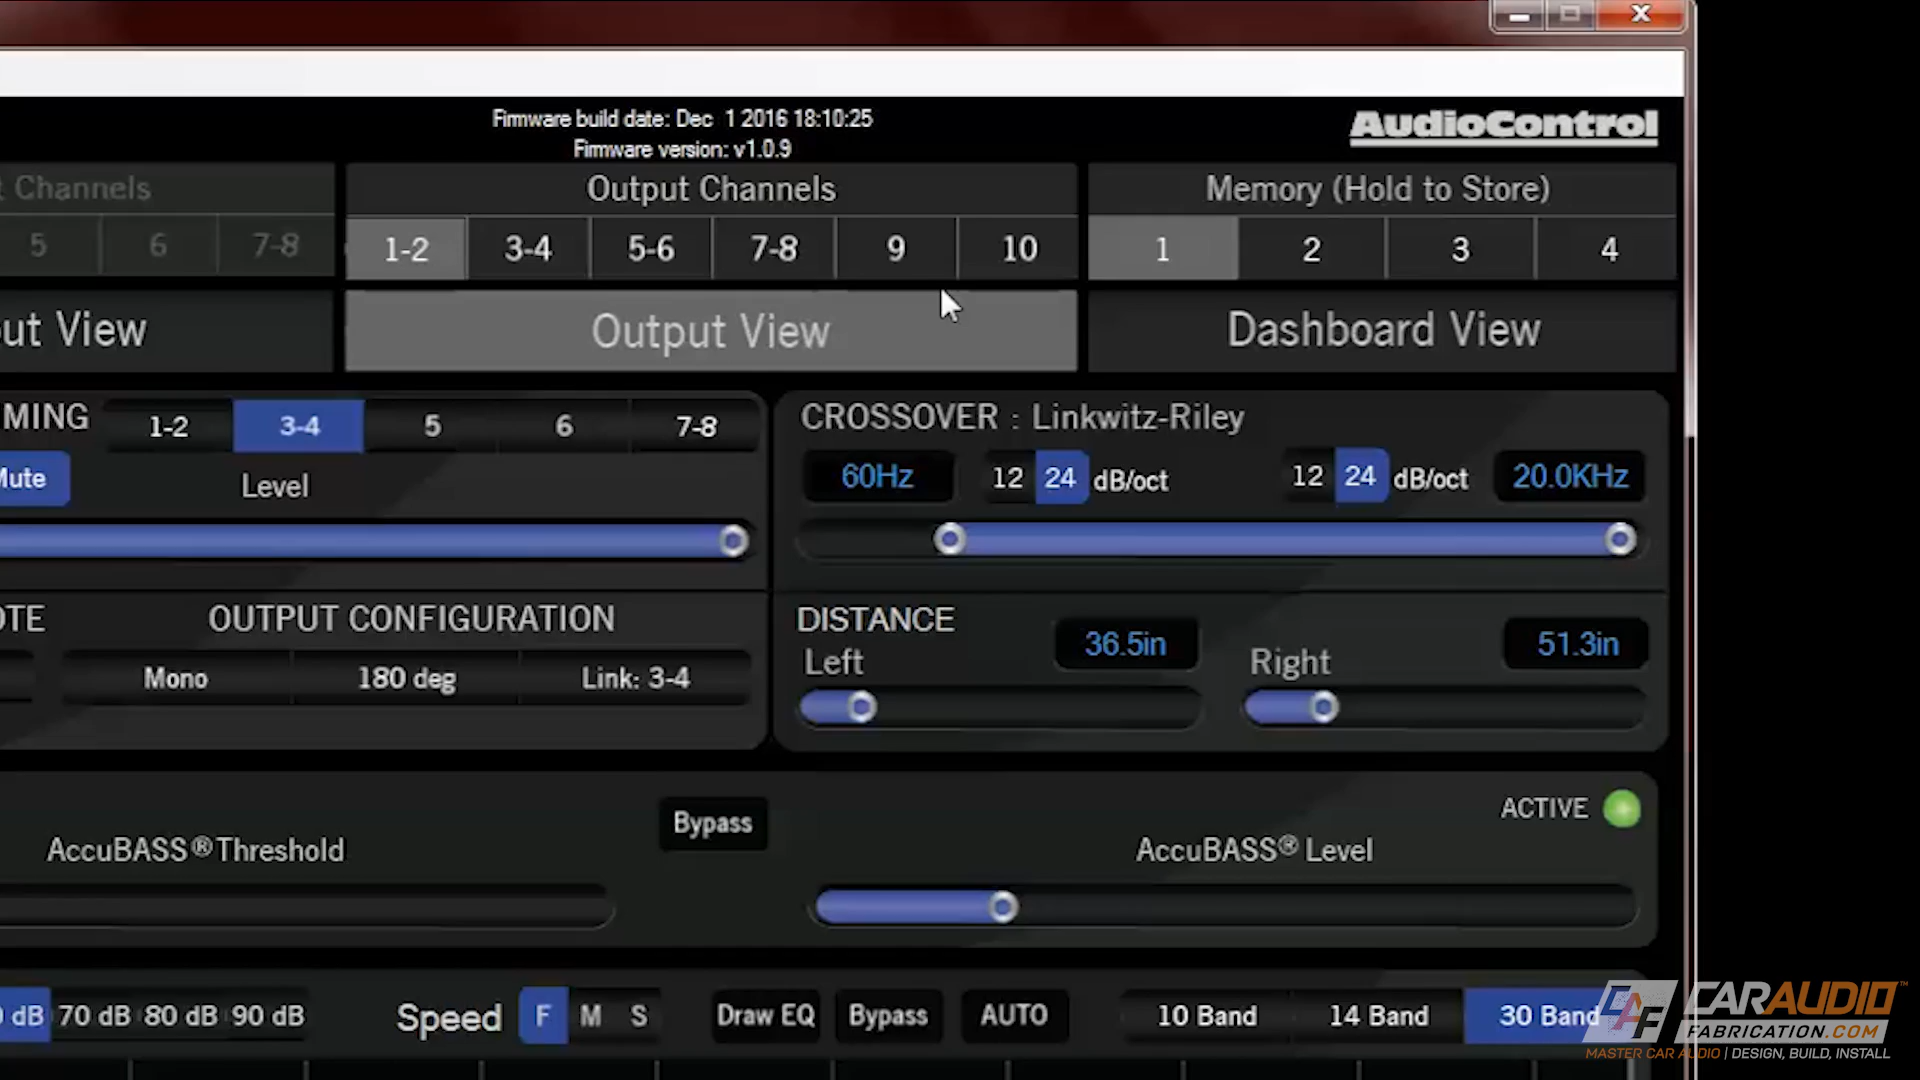 Firmware build date: Dec 1 2016 18:10:25
Firmware version: v1.0.9
AudioControl
t Channels
Output Channels
Memory (Hold to Store)
5 6 7-8
1-2 3-4 5-6 7-8 9 10
1 2 3 4
ut View
Output View
Dashboard View
MING 1-2 3-4 5 6 7-8
CROSSOVER : Linkwitz-Riley
Mute
Level
60Hz 12 24 dB/oct 12 24 dB/oct 20.0KHz
OTE
OUTPUT CONFIGURATION
Mono 180 deg Link: 3-4
DISTANCE
Left 36.5in
Right 51.3in
ACTIVE
AccuBASS® Threshold
Bypass
AccuBASS® Level
0 dB 70 dB 80 dB 90 dB
Speed F M S
Draw EQ Bypass AUTO
10 Band 14 Band 30 Band
CAF
CARAUDIO™
FABRICATION.COM
MASTER CAR AUDIO | DESIGN, BUILD, INSTALL